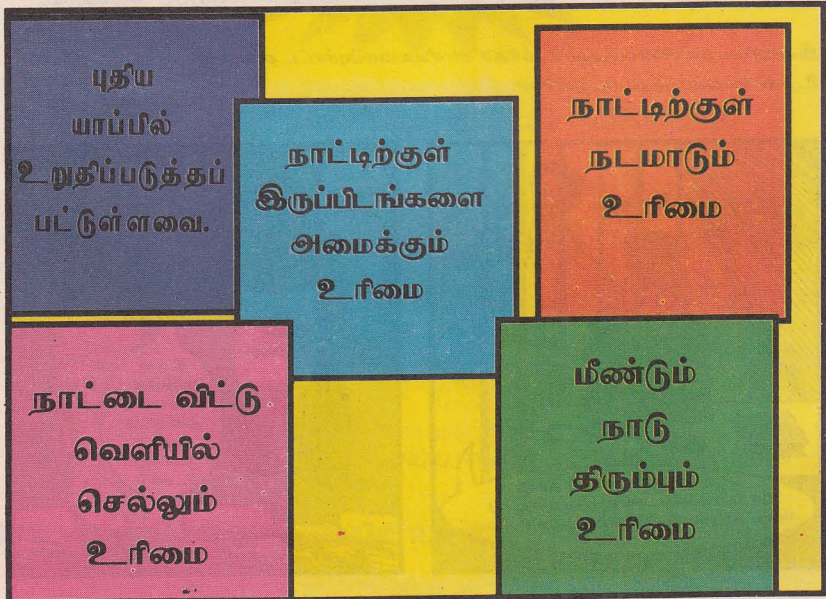 புதிய
யாப்பில்
உறுதிப்படுத்தப்
பட்டுள்ளவை.
நாட்டிற்குள்
இருப்பிடங்களை
அமைக்கும்
உரிமை
நாட்டிற்குள்
நடமாடும்
உரிமை
நாட்டை விட்டு
வெளியில்
செல்லும்
உரிமை
மீண்டும்
நாடு
திரும்பும்
உரிமை